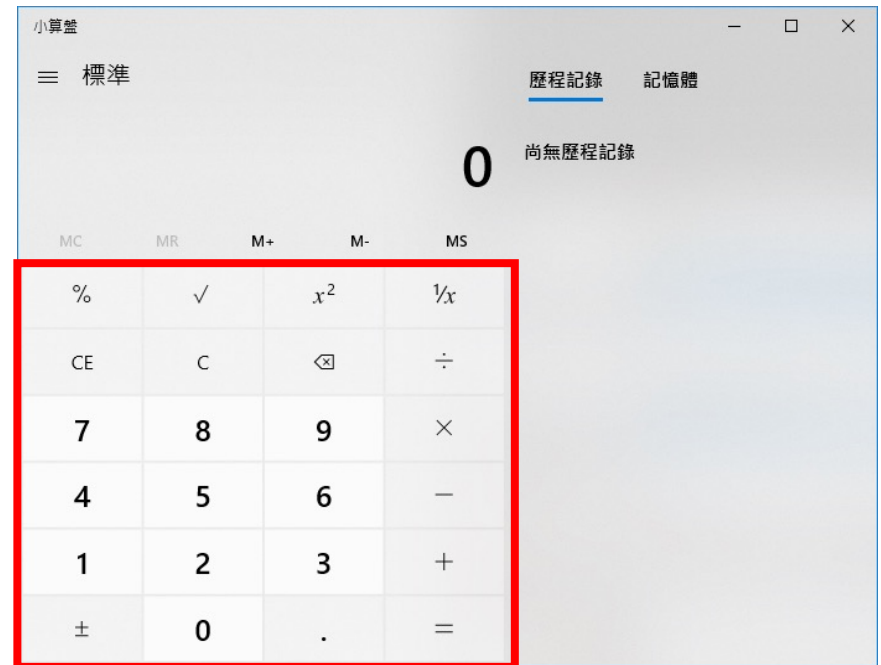 小算盤
標準
歷程記錄 記憶體
0
尚無歷程記錄
MC MR M+ M- MS
% √ x² ¹/x
CE C ⌫ ÷
7 8 9 ×
4 5 6 −
1 2 3 +
± 0 . =